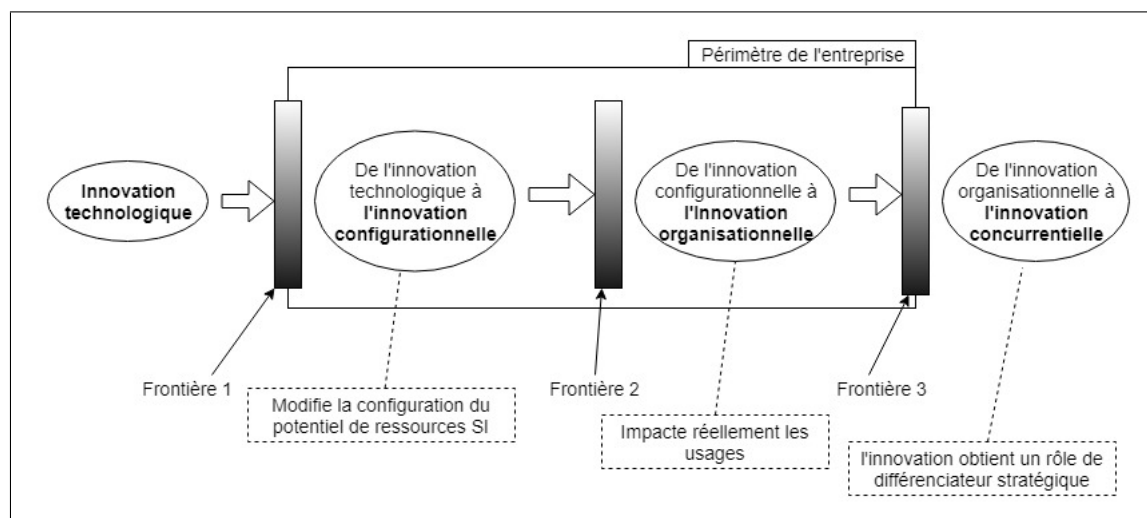 Périmètre de l'entreprise
Innovation
technologique
De l'innovation
technologique à
l'innovation
configurationnelle
De l'innovation
configurationnelle à
l'Innovation
organisationnelle
De l'innovation
organisationnelle à
l'innovation
concurrentielle
Frontière 1
Frontière 2
Frontière 3
Modifie la configuration du
potentiel de ressources SI
Impacte réellement les
usages
l'innovation obtient un rôle de
différenciateur stratégique